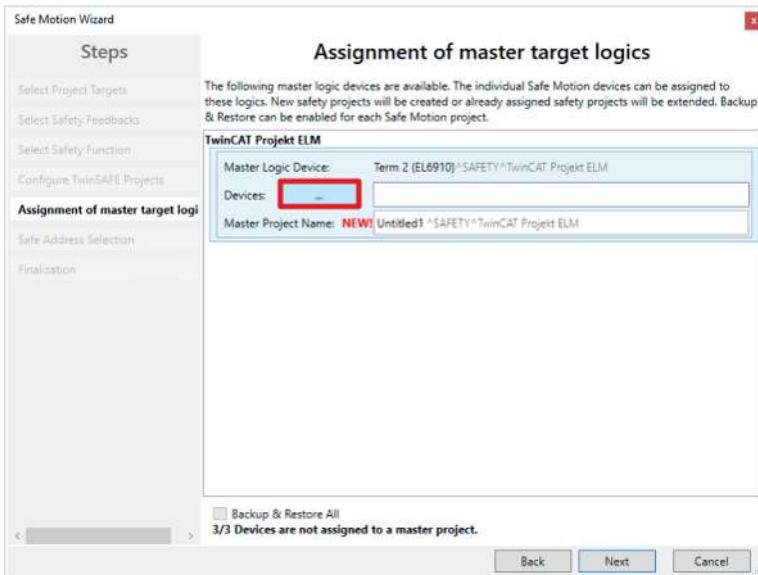 Safe Motion Wizard
x
Steps
Select Project Targets
Select Safety Feedbacks
Select Safety Function
Configure TwinSAFE Projects
Assignment of master target logi
Safe Address Selection
Finalization
Assignment of master target logics
The following master logic devices are available. The individual Safe Motion devices can be assigned to
these logics. New safety projects will be created or already assigned safety projects will be extended. Backup
& Restore can be enabled for each Safe Motion project.
TwinCAT Projekt ELM
Master Logic Device: Term 2 (EL6910)^SAFETY^TwinCAT Projekt ELM
Devices: ...
Master Project Name: NEW! Untitled1 ^SAFETY^TwinCAT Projekt ELM
Backup & Restore All
3/3 Devices are not assigned to a master project.
< >
Back Next Cancel